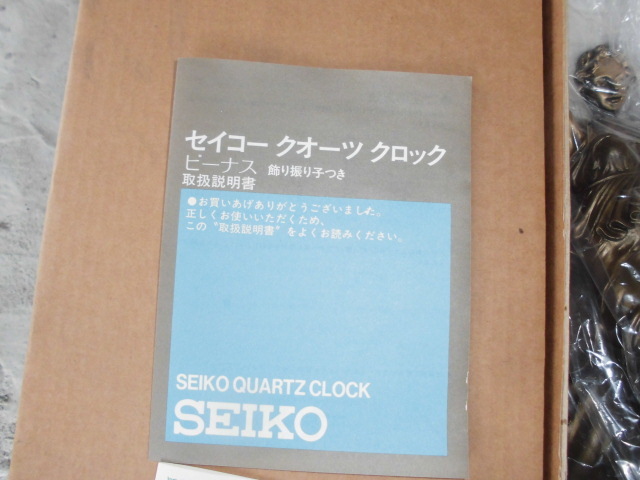 セイコー クオーツ クロック
ビーナス 飾り振り子つき
取扱説明書
●お買いあげありがとうございました。
正しくお使いいただくため、
この〝取扱説明書〟をよくお読みください。
SEIKO QUARTZ CLOCK
SEIKO